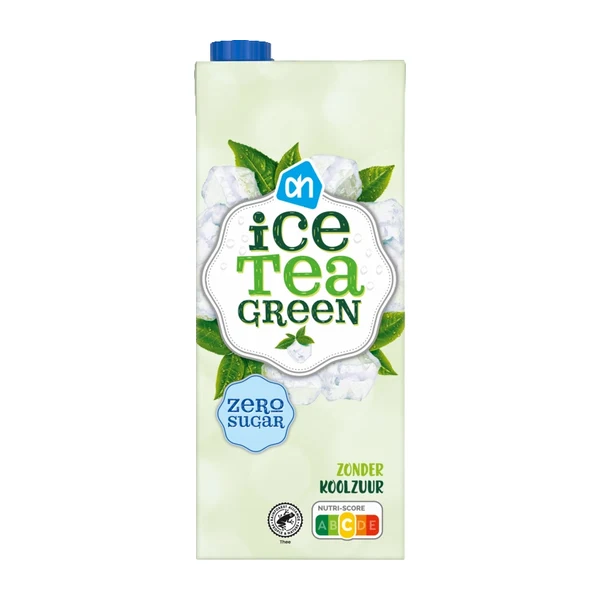 ah
ice
Tea
GREEN
ZERO
SUGAR
ZONDER
KOOLZUUR
NUTRI-SCORE
A B C D E
Thee